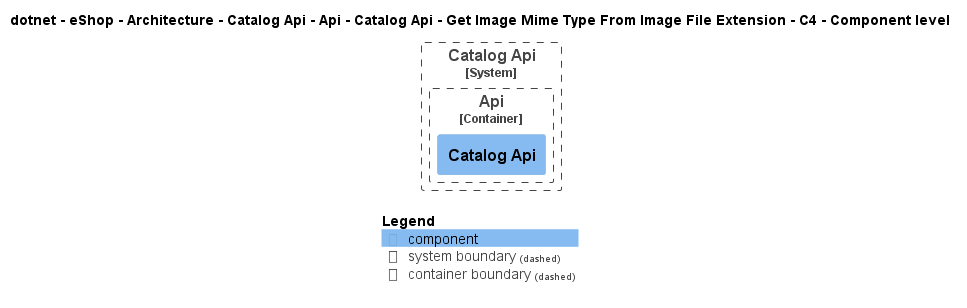 dotnet - eShop - Architecture - Catalog Api - Api - Catalog Api - Get Image Mime Type From Image File Extension - C4 - Component level
Catalog Api
[System]
Api
[Container]
Catalog Api
Legend
component
system boundary (dashed)
container boundary (dashed)